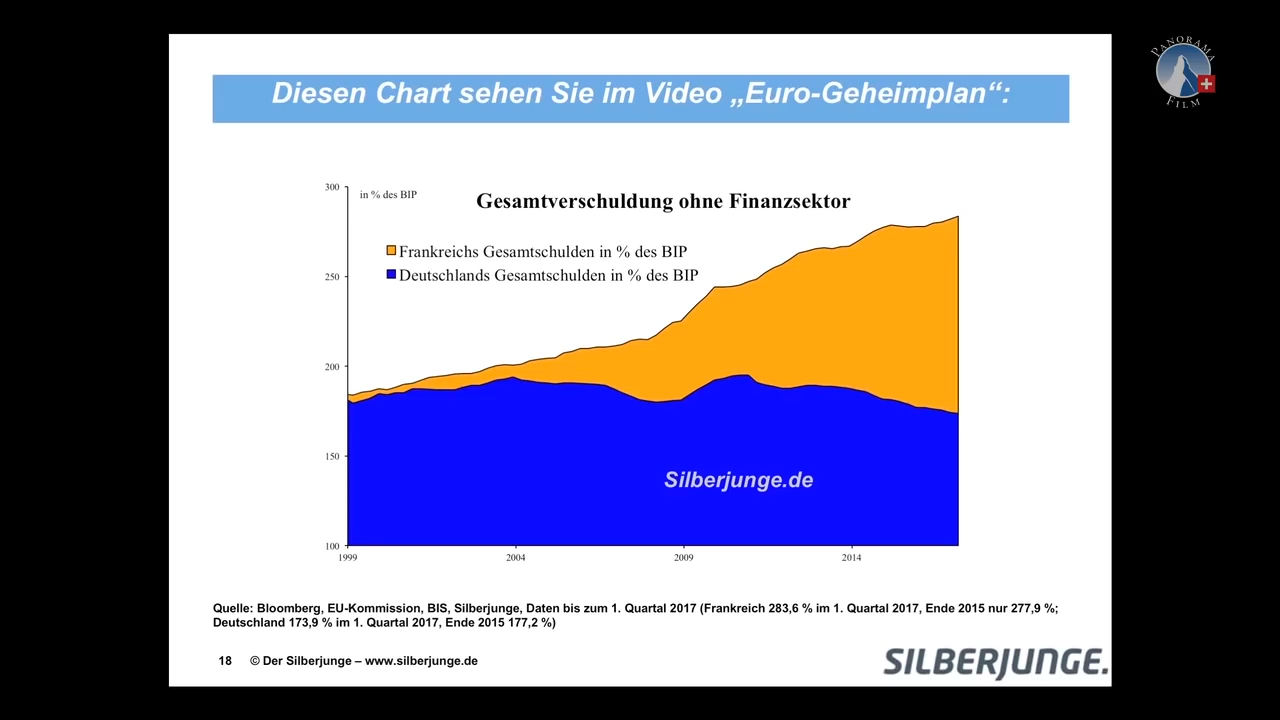 Diesen Chart sehen Sie im Video „Euro-Geheimplan“:
PANORAMA
FILM
300
in % des BIP
Gesamtverschuldung ohne Finanzsektor
Frankreichs Gesamtschulden in % des BIP
Deutschlands Gesamtschulden in % des BIP
250
200
150
Silberjunge.de
100
1999
2004
2009
2014
Quelle: Bloomberg, EU-Kommission, BIS, Silberjunge, Daten bis zum 1. Quartal 2017 (Frankreich 283,6 % im 1. Quartal 2017, Ende 2015 nur 277,9 %;
Deutschland 173,9 % im 1. Quartal 2017, Ende 2015 177,2 %)
18 © Der Silberjunge – www.silberjunge.de
SILBERJUNGE.